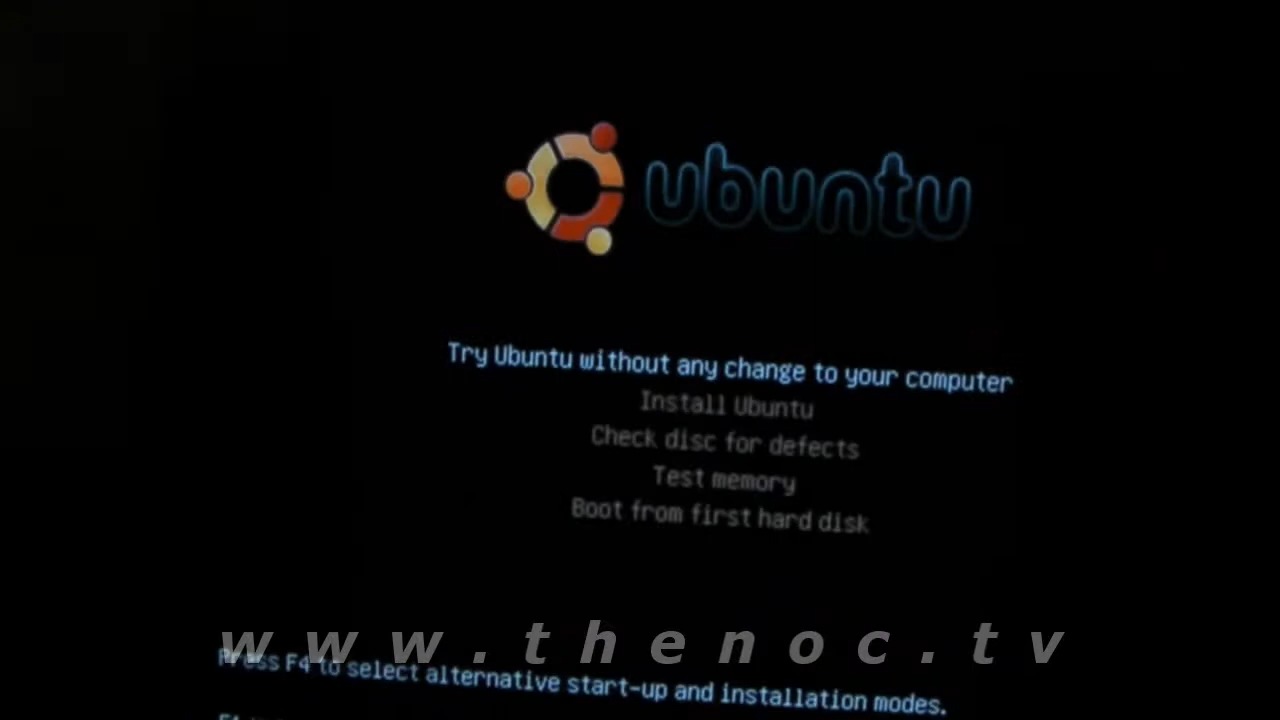 ubuntu
Try Ubuntu without any change to your computer
Install Ubuntu
Check disc for defects
Test memory
Boot from first hard disk
www.thenoc.tv
Press F4 to select alternative start-up and installation modes.